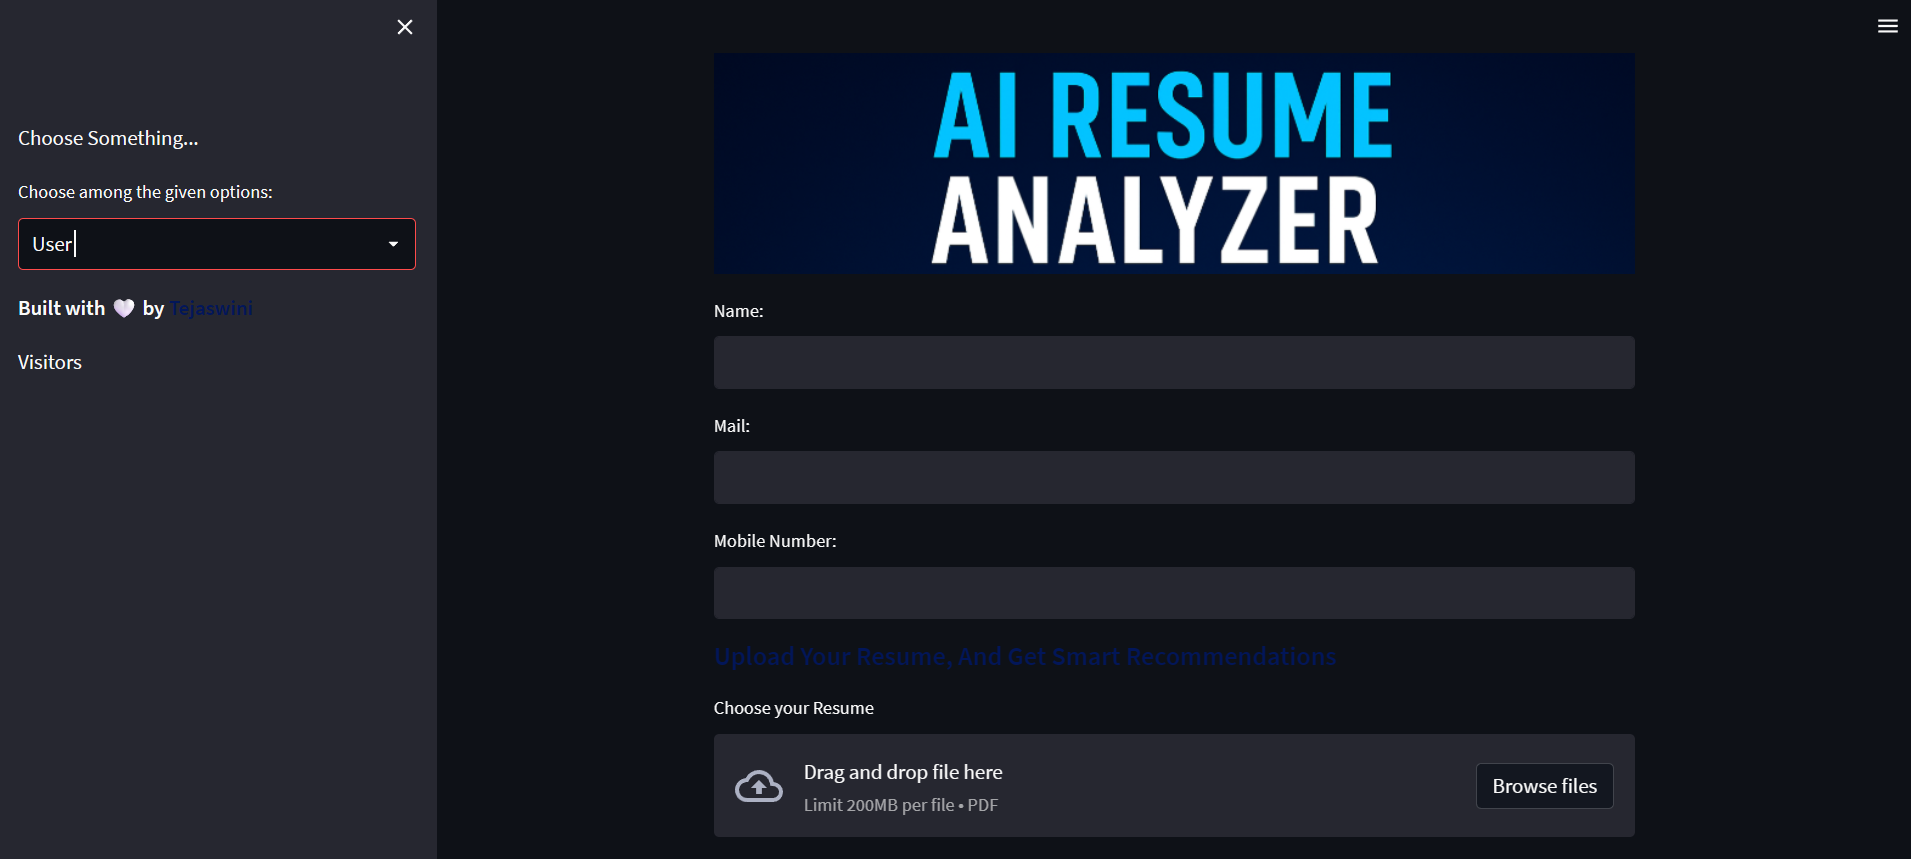 Choose Something...
Choose among the given options:
User
Built with 🤍 by Tejaswini
Visitors
AI RESUME
ANALYZER
Name:
Mail:
Mobile Number:
Upload Your Resume, And Get Smart Recommendations
Choose your Resume
Drag and drop file here
Limit 200MB per file • PDF
Browse files